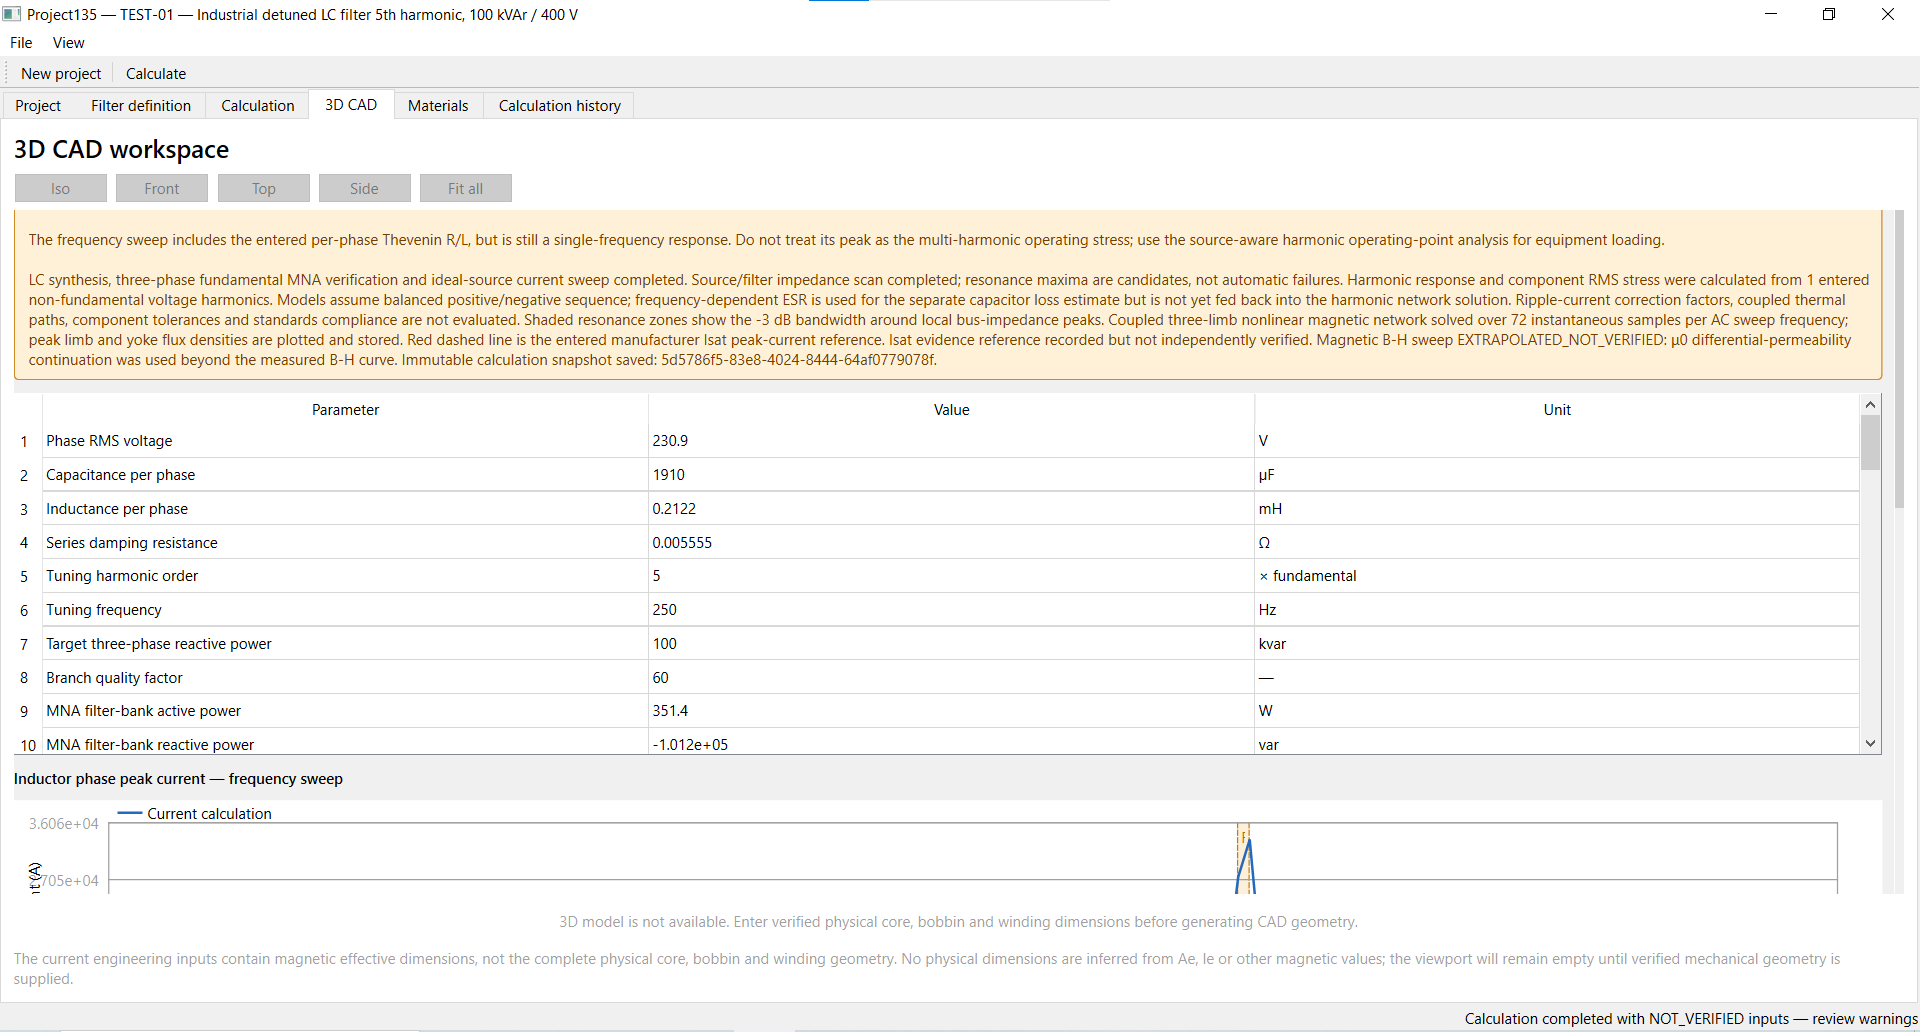 Project135 — TEST-01 — Industrial detuned LC filter 5th harmonic, 100 kVAr / 400 V
File View
New project Calculate
Project Filter definition Calculation 3D CAD Materials Calculation history
3D CAD workspace
Iso Front Top Side Fit all
The frequency sweep includes the entered per-phase Thevenin R/L, but is still a single-frequency response. Do not treat its peak as the multi-harmonic operating stress; use the source-aware harmonic operating-point analysis for equipment loading.
LC synthesis, three-phase fundamental MNA verification and ideal-source current sweep completed. Source/filter impedance scan completed; resonance maxima are candidates, not automatic failures. Harmonic response and component RMS stress were calculated from 1 entered
non-fundamental voltage harmonics. Models assume balanced positive/negative sequence; frequency-dependent ESR is used for the separate capacitor loss estimate but is not yet fed back into the harmonic network solution. Ripple-current correction factors, coupled thermal
paths, component tolerances and standards compliance are not evaluated. Shaded resonance zones show the -3 dB bandwidth around local bus-impedance peaks. Coupled three-limb nonlinear magnetic network solved over 72 instantaneous samples per AC sweep frequency;
peak limb and yoke flux densities are plotted and stored. Red dashed line is the entered manufacturer Isat peak-current reference. Isat evidence reference recorded but not independently verified. Magnetic B-H sweep EXTRAPOLATED_NOT_VERIFIED: μ0 differential-permeability
continuation was used beyond the measured B-H curve. Immutable calculation snapshot saved: 5d5786f5-83e8-4024-8444-64af0779078f.
Parameter Value Unit
1 Phase RMS voltage 230.9 V
2 Capacitance per phase 1910 µF
3 Inductance per phase 0.2122 mH
4 Series damping resistance 0.005555 Ω
5 Tuning harmonic order 5 × fundamental
6 Tuning frequency 250 Hz
7 Target three-phase reactive power 100 kvar
8 Branch quality factor 60 —
9 MNA filter-bank active power 351.4 W
10 MNA filter-bank reactive power -1.012e+05 var
Inductor phase peak current — frequency sweep
Current calculation
3.606e+04
705e+04
(A)
3D model is not available. Enter verified physical core, bobbin and winding dimensions before generating CAD geometry.
The current engineering inputs contain magnetic effective dimensions, not the complete physical core, bobbin and winding geometry. No physical dimensions are inferred from Ae, le or other magnetic values; the viewport will remain empty until verified mechanical geometry is
supplied.
Calculation completed with NOT_VERIFIED inputs — review warnings